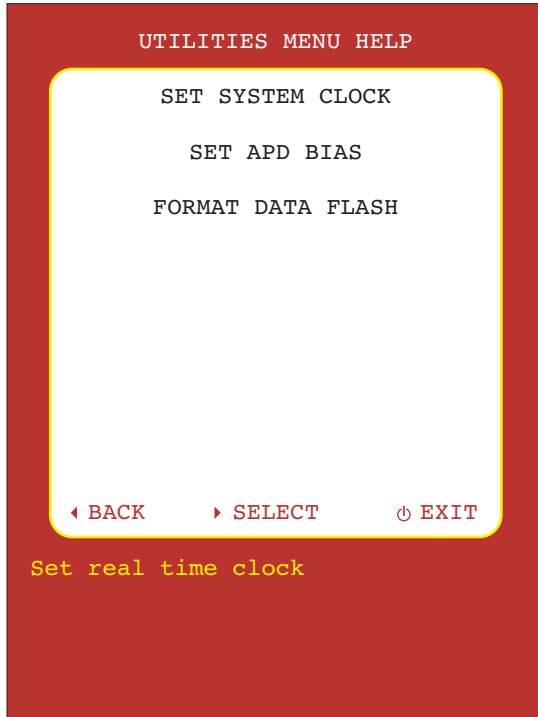 UTILITIES MENU HELP
SET SYSTEM CLOCK
SET APD BIAS
FORMAT DATA FLASH
BACK SELECT EXIT
Set real time clock